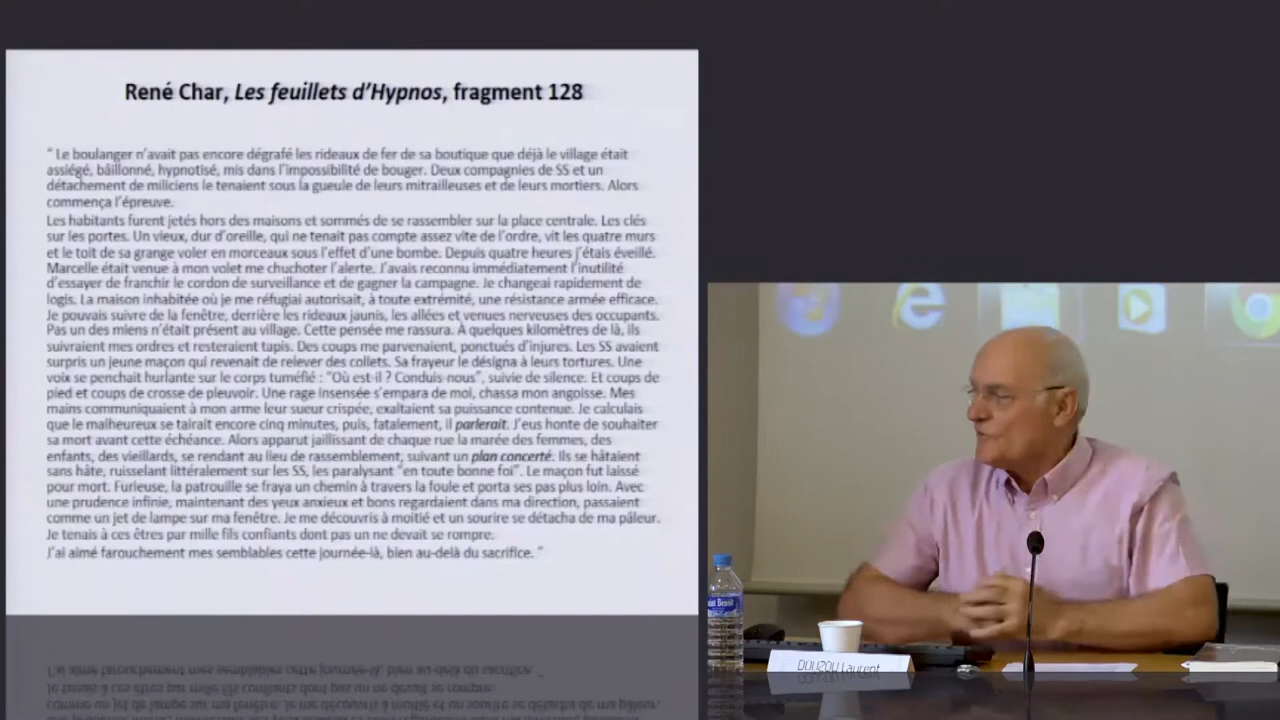 René Char, Les feuillets d’Hypnos, fragment 128
“ Le boulanger n’avait pas encore dégrafé les rideaux de fer de sa boutique que déjà le village était
assiégé, bâillonné, hypnotisé, mis dans l’impossibilité de bouger. Deux compagnies de SS et un
détachement de miliciens le tenaient sous la gueule de leurs mitrailleuses et de leurs mortiers. Alors
commença l’épreuve.
Les habitants furent jetés hors des maisons et sommés de se rassembler sur la place centrale. Les clés
sur les portes. Un vieux, dur d’oreille, qui ne tenait pas compte assez vite de l’ordre, vit les quatre murs
et le toit de sa grange voler en morceaux sous l’effet d’une bombe. Depuis quatre heures j’étais éveillé.
Marcelle était venue à mon volet me chuchoter l’alerte. J’avais reconnu immédiatement l’inutilité
d’essayer de franchir le cordon de surveillance et de gagner la campagne. Je changeai rapidement de
logis. La maison inhabitée où je me réfugiai autorisait, à toute extrémité, une résistance armée efficace.
Je pouvais suivre de la fenêtre, derrière les rideaux jaunis, les allées et venues nerveuses des occupants.
Pas un des miens n’était présent au village. Cette pensée me rassura. A quelques kilomètres de là, ils
suivraient mes ordres et resteraient tapis. Des coups me parvenaient, ponctués d’injures. Les SS avaient
surpris un jeune maçon qui revenait de relever des collets. Sa frayeur le désigna à leurs tortures. Une
voix se penchait hurlante sur le corps tuméfié : “Où est-il ? Conduis-nous”, suivie de silence. Et coups de
pied et coups de crosse de pleuvoir. Une rage insensée s’empara de moi, chassa mon angoisse. Mes
mains communiquaient à mon arme leur sueur crispée, exaltaient sa puissance contenue. Je calculais
que le malheureux se tairait encore cinq minutes, puis, fatalement, il parlerait. J’eus honte de souhaiter
sa mort avant cette échéance. Alors apparut jaillissant de chaque rue la marée des femmes, des
enfants, des vieillards, se rendant au lieu de rassemblement, suivant un plan concerté. Ils se hâtaient
sans hâte, ruisselant littéralement sur les SS, les paralysant “en toute bonne foi”. Le maçon fut laissé
pour mort. Furieuse, la patrouille se fraya un chemin à travers la foule et porta ses pas plus loin. Avec
une prudence infinie, maintenant des yeux anxieux et bons regardaient dans ma direction, passaient
comme un jet de lampe sur ma fenêtre. Je me découvris à moitié et un sourire se détacha de ma pâleur.
Je tenais à ces êtres par mille fils confiants dont pas un ne devait se rompre.
J’ai aimé farouchement mes semblables cette journée-là, bien au-delà du sacrifice. ”
DOUZOU Laurent